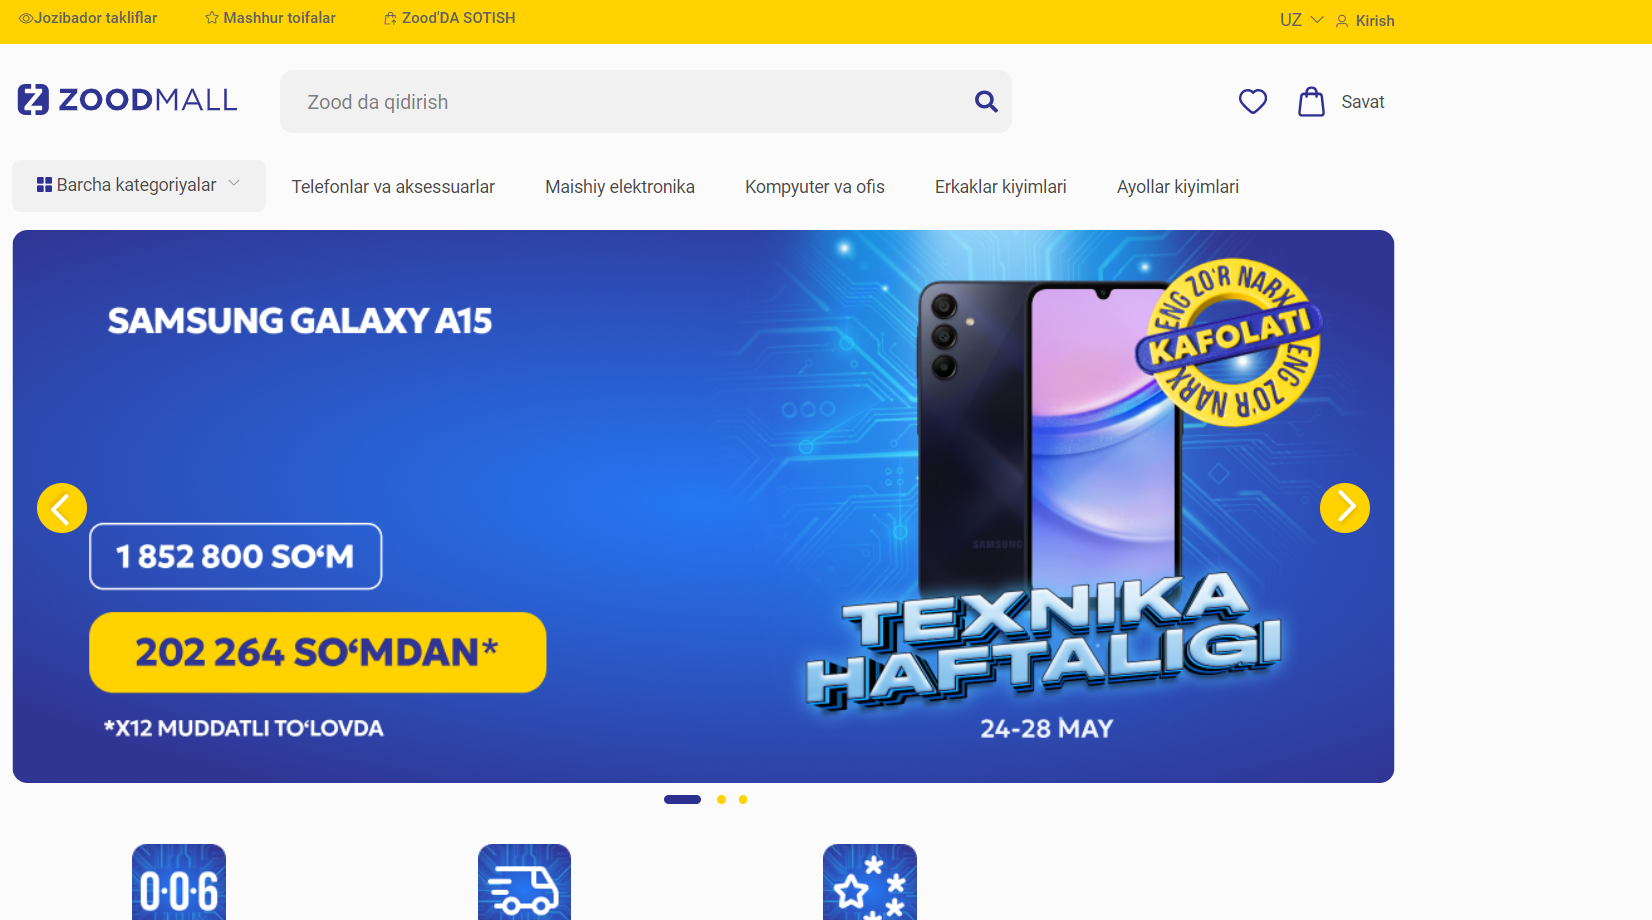 Jozibador takliflar
Mashhur toifalar
Zood'DA SOTISH
UZ
Kirish
ZOODMALL
Zood da qidirish
Savat
Barcha kategoriyalar
Telefonlar va aksessuarlar
Maishiy elektronika
Kompyuter va ofis
Erkaklar kiyimlari
Ayollar kiyimlari
SAMSUNG GALAXY A15
ENG ZO'R NARX
KAFOLATI
ENG ZO'R NARX
SAMSUNG
1 852 800 SO‘M
202 264 SO‘MDAN*
*X12 MUDDATLI TO‘LOVDA
TEXNIKA
HAFTALIGI
24-28 MAY
0·0·6